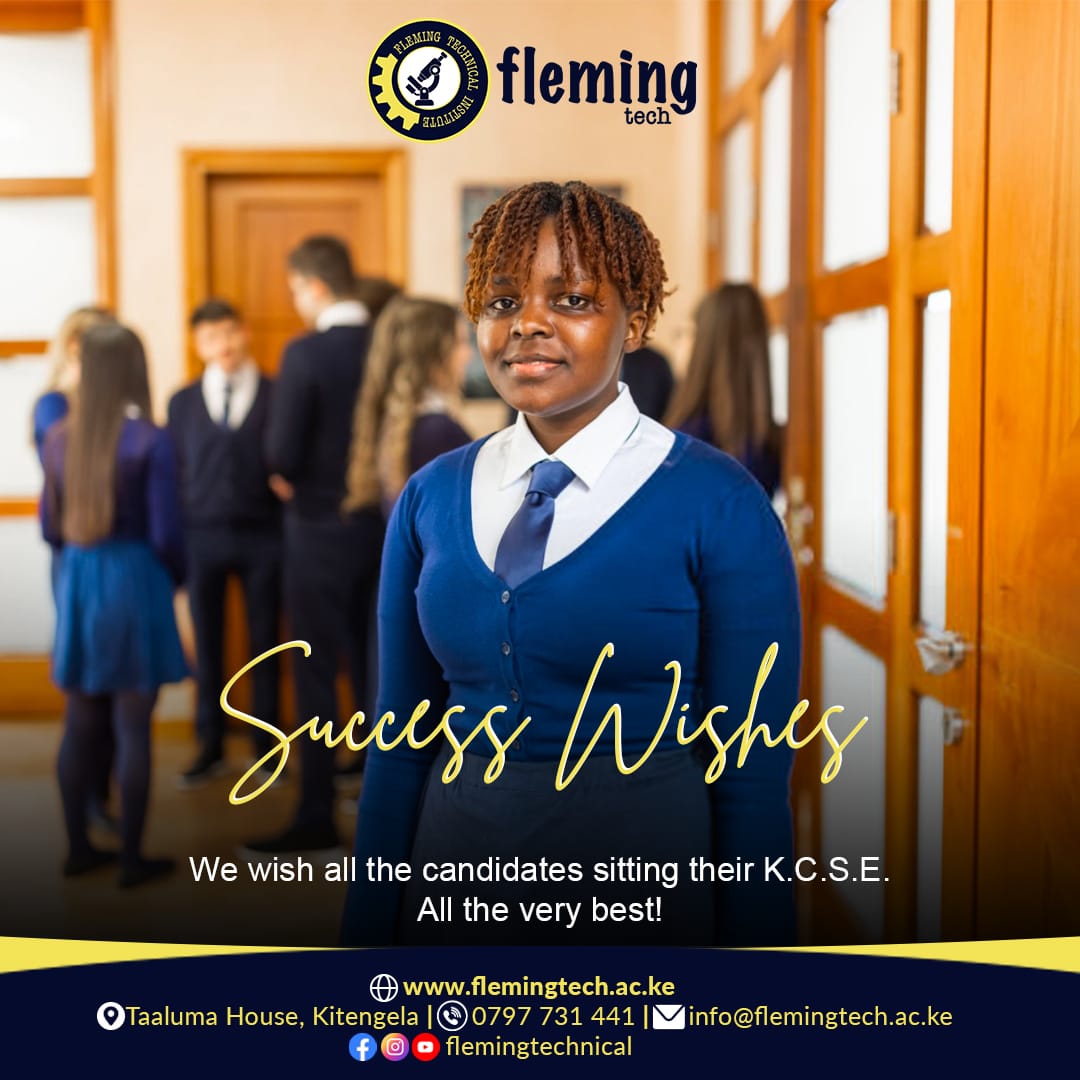 FLEMING TECHNICAL INSTITUTE
fleming
tech
Success Wishes
We wish all the candidates sitting their K.C.S.E.
All the very best!
www.flemingtech.ac.ke
Taaluma House, Kitengela | 0797 731 441 | info@flemingtech.ac.ke
flemingtechnical